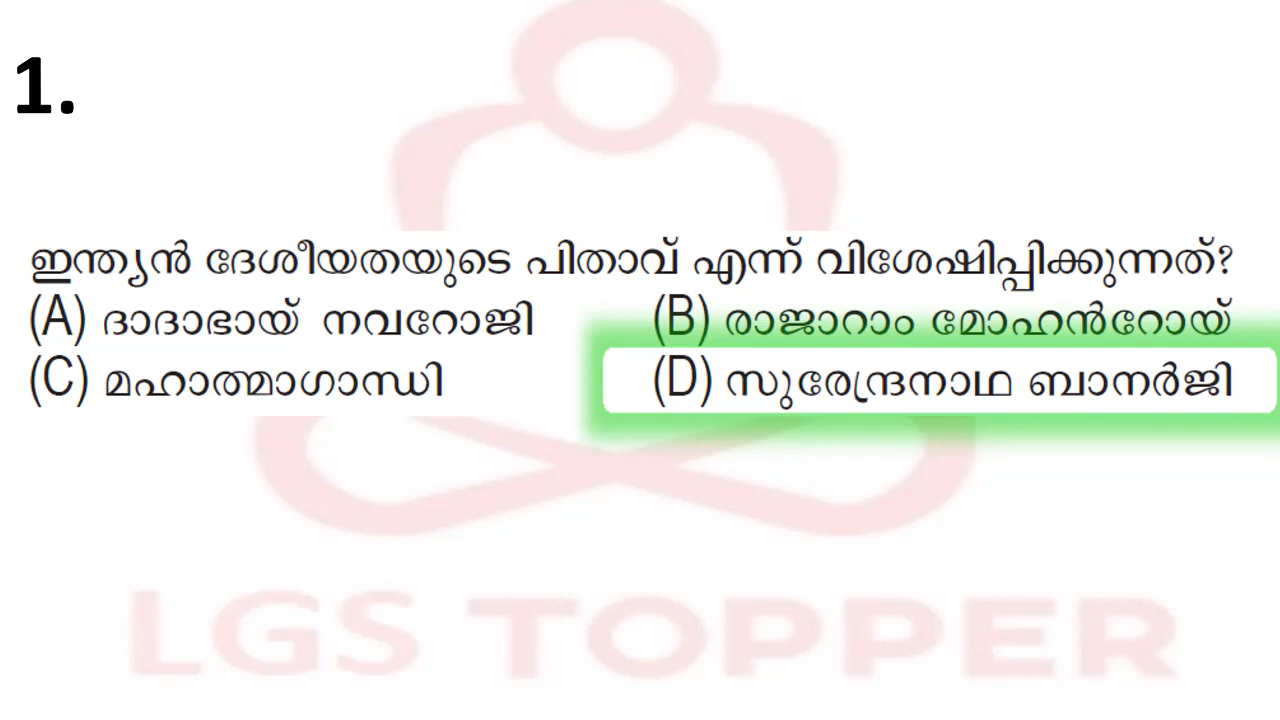 1.
ഇന്ത്യൻ ദേശീയതയുടെ പിതാവ് എന്ന് വിശേഷിപ്പിക്കുന്നത്?
(A) ദാദാഭായ് നവറോജി (B) രാജാറാം മോഹൻറോയ്
(C) മഹാത്മാഗാന്ധി (D) സുരേന്ദ്രനാഥ ബാനർജി
LGS TOPPER